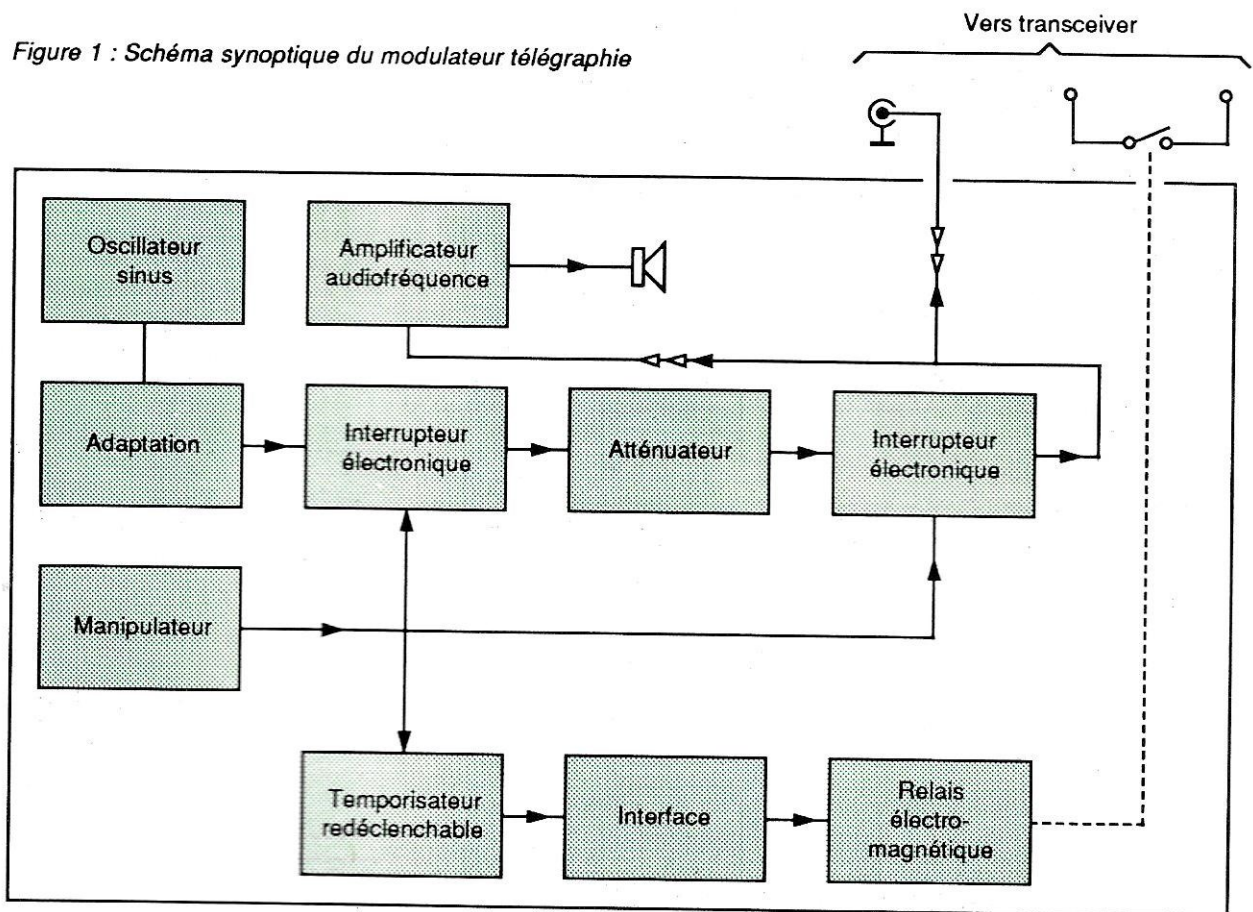 Vers transceiver
Figure 1 : Schéma synoptique du modulateur télégraphie
Oscillateur
sinus
Amplificateur
audiofréquence
Adaptation
Interrupteur
électronique
Atténuateur
Interrupteur
électronique
Manipulateur
Temporisateur
redéclenchable
Interface
Relais
électro-
magnétique